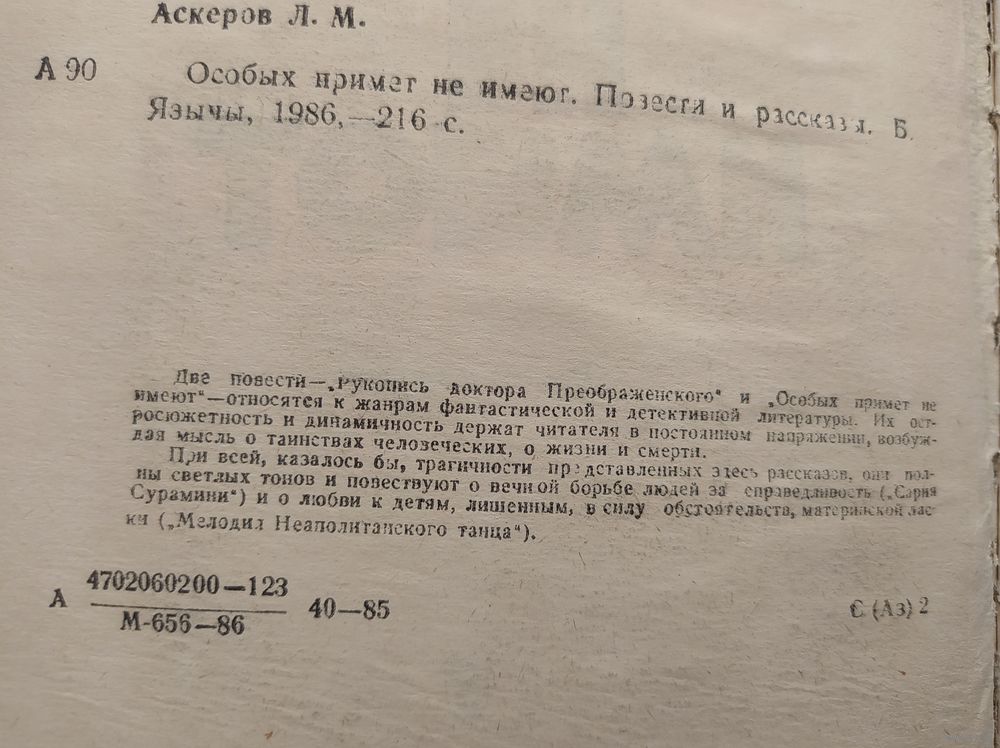 Аскеров Л. М.
А 90
Особых примет не имеют. Повести и рассказы. Б.
Язычы, 1986,—216 с.
Две повести—„Рукопись доктора Преображенского“ и „Особых примет не
имеют“—относятся к жанрам фантастической и детективной литературы. Их ост-
росюжетность и динамичность держат читателя в постоянном напряжении, возбуж-
дая мысль о таинствах человеческих, о жизни и смерти.
При всей, казалось бы, трагичности представленных здесь рассказов, они пол-
ны светлых тонов и повествуют о вечной борьбе людей за справедливость („Сария
Сурамини“) и о любви к детям, лишенным, в силу обстоятельств, материнской лас-
ки („Мелодия Неаполитанского танца“).
А 4702060200—123
М-656—86
40—85
С (Аз) 2